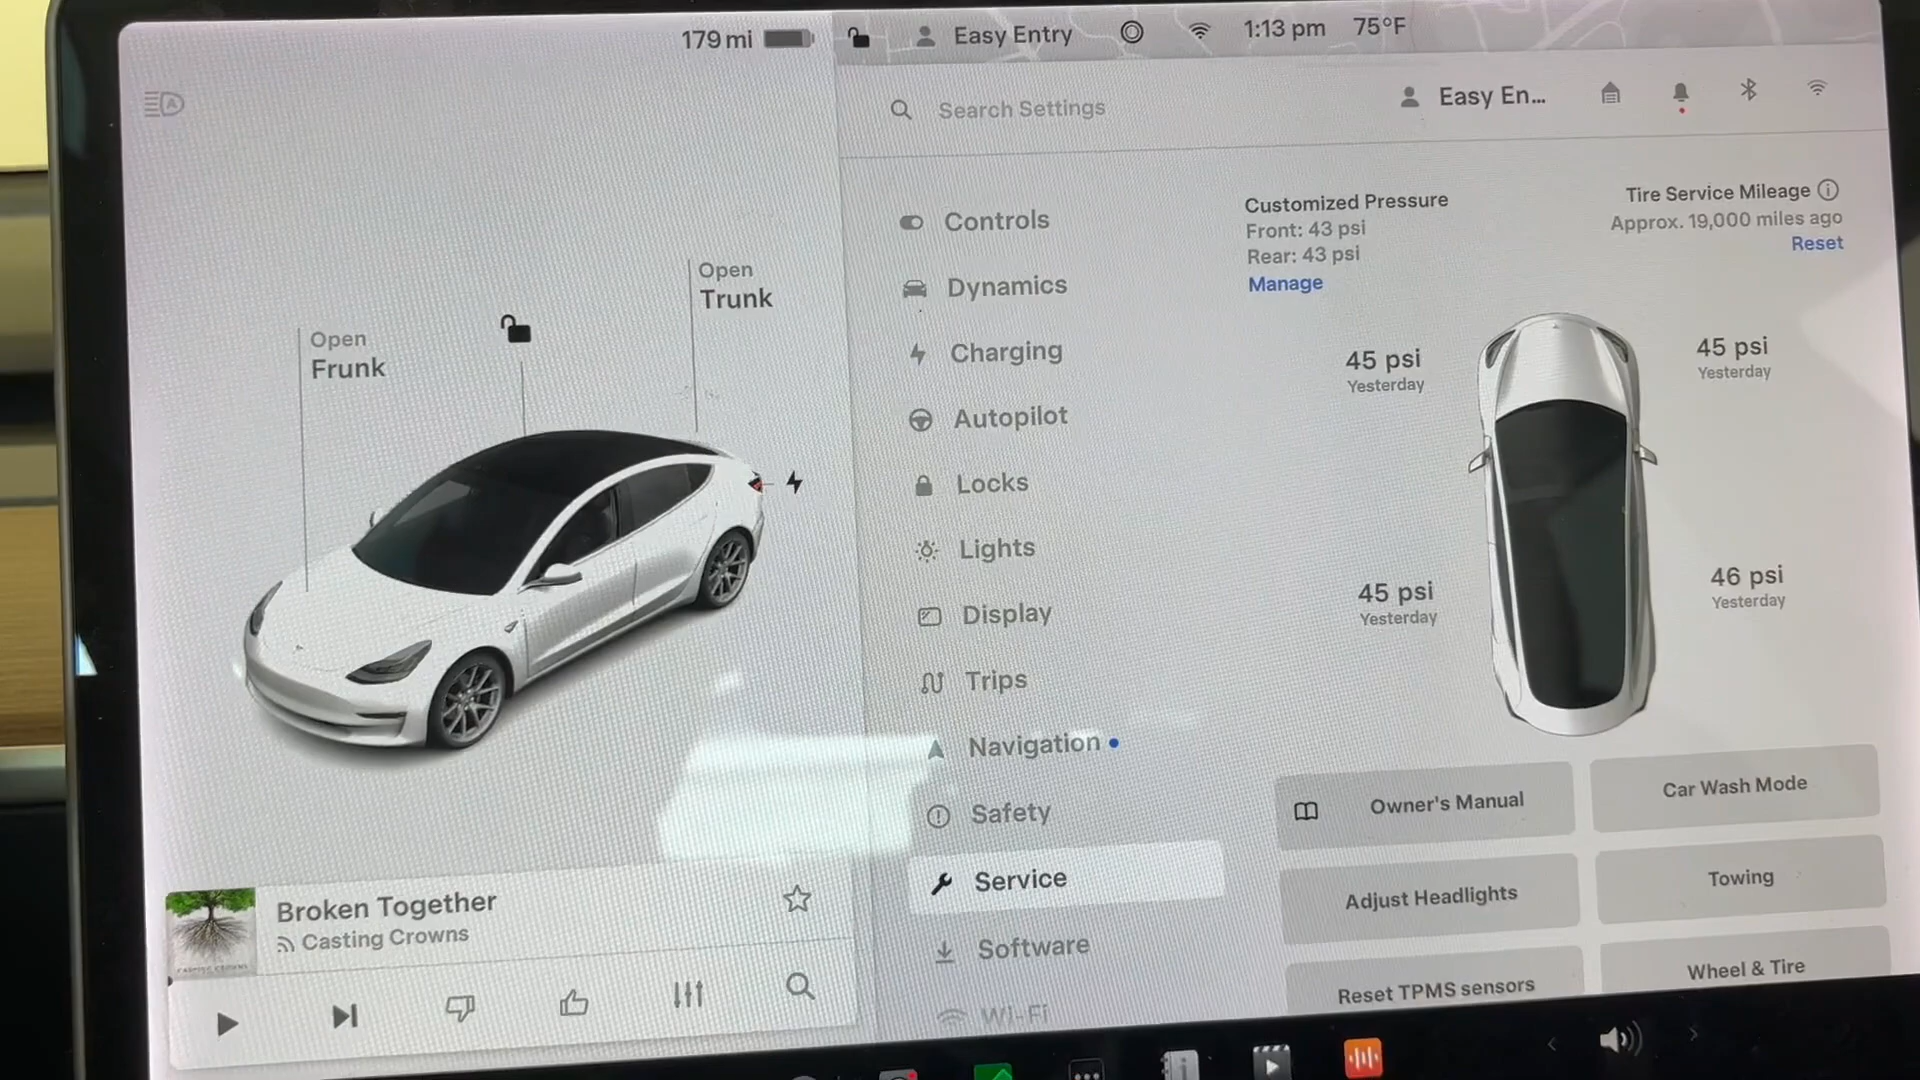 179 mi
Easy Entry
1:13 pm
75°F
Search Settings
Easy En...
Open
Trunk
Open
Frunk
Controls
Dynamics
Charging
Autopilot
Locks
Lights
Display
Trips
Navigation
Safety
Service
Software
Wi-Fi
Customized Pressure
Front: 43 psi
Rear: 43 psi
Manage
Tire Service Mileage
Approx. 19,000 miles ago
Reset
45 psi
Yesterday
45 psi
Yesterday
45 psi
Yesterday
46 psi
Yesterday
Owner's Manual
Car Wash Mode
Adjust Headlights
Towing
Reset TPMS sensors
Wheel & Tire
Broken Together
Casting Crowns